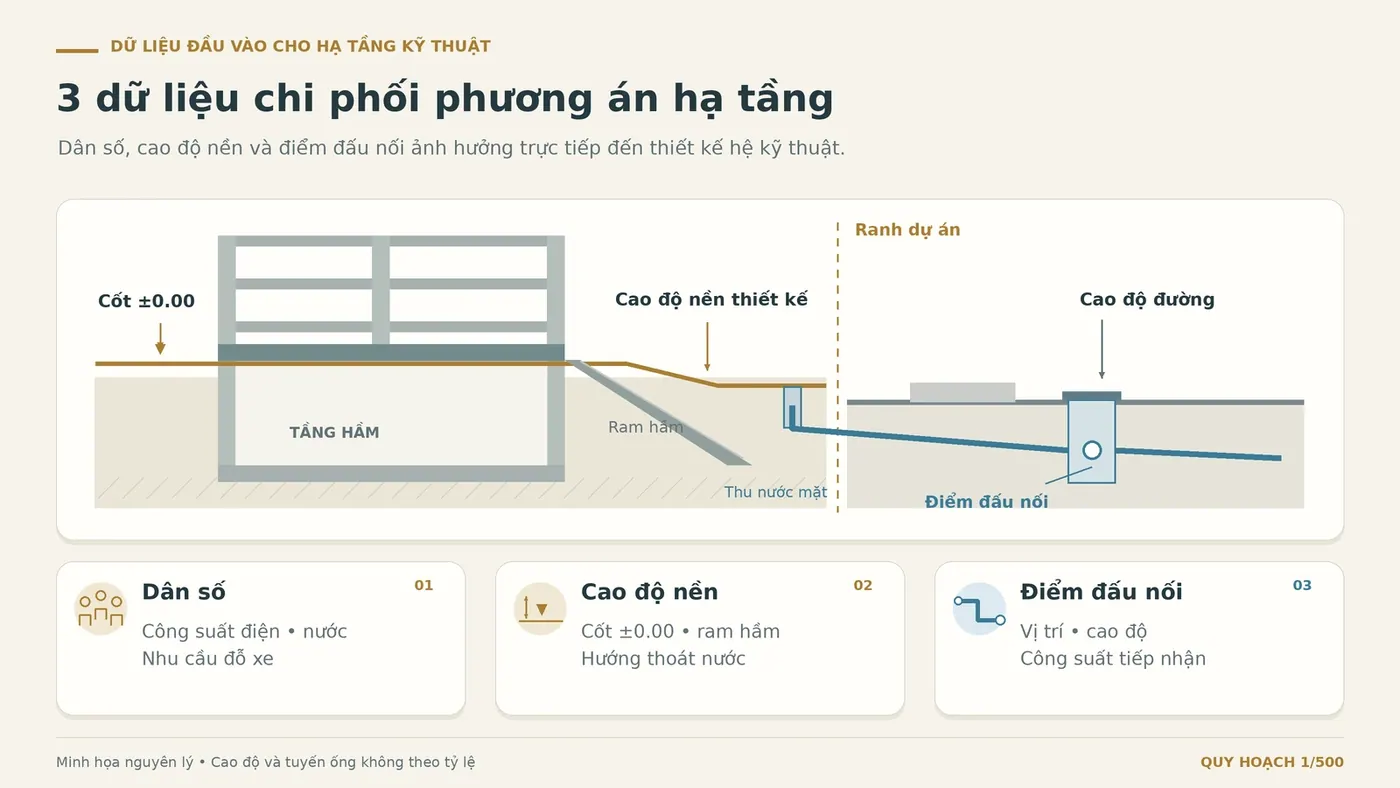 DỮ LIỆU ĐẦU VÀO CHO HẠ TẦNG KỸ THUẬT
3 dữ liệu chi phối phương án hạ tầng
Dân số, cao độ nền và điểm đấu nối ảnh hưởng trực tiếp đến thiết kế hệ kỹ thuật.
Ranh dự án
Cốt ±0.00
Cao độ nền thiết kế
Cao độ đường
TẦNG HẦM
Ram hầm
Thu nước mặt
Điểm đấu nối
Dân số
01
Công suất điện • nước
Nhu cầu đỗ xe
Cao độ nền
02
Cốt ±0.00 • ram hầm
Hướng thoát nước
Điểm đấu nối
03
Vị trí • cao độ
Công suất tiếp nhận
Minh họa nguyên lý • Cao độ và tuyến ống không theo tỷ lệ
QUY HOẠCH 1/500